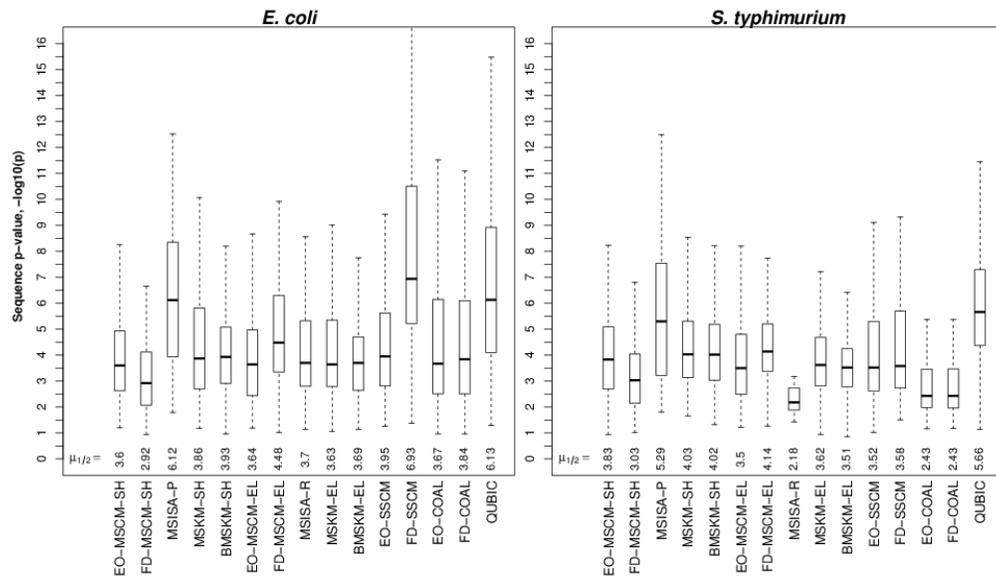 E. coli
S. typhimurium
Sequence p-value, -log10(p)
16
15
14
13
12
11
10
9
8
7
6
5
4
3
2
1
0
μ1/2 =
3.6
2.92
6.12
3.86
3.93
3.64
4.48
3.7
3.63
3.69
3.95
6.93
3.67
3.84
6.13
EO-MSCM-SH
FD-MSCM-SH
MSISA-P
MSKM-SH
BMSKM-SH
EO-MSCM-EL
FD-MSCM-EL
MSISA-R
MSKM-EL
BMSKM-EL
EO-SSCM
FD-SSCM
EO-COAL
FD-COAL
QUBIC
16
15
14
13
12
11
10
9
8
7
6
5
4
3
2
1
0
μ1/2 =
3.83
3.03
5.29
4.03
4.02
3.5
4.14
2.18
3.62
3.51
3.52
3.58
2.43
2.43
5.66
EO-MSCM-SH
FD-MSCM-SH
MSISA-P
MSKM-SH
BMSKM-SH
EO-MSCM-EL
FD-MSCM-EL
MSISA-R
MSKM-EL
BMSKM-EL
EO-SSCM
FD-SSCM
EO-COAL
FD-COAL
QUBIC